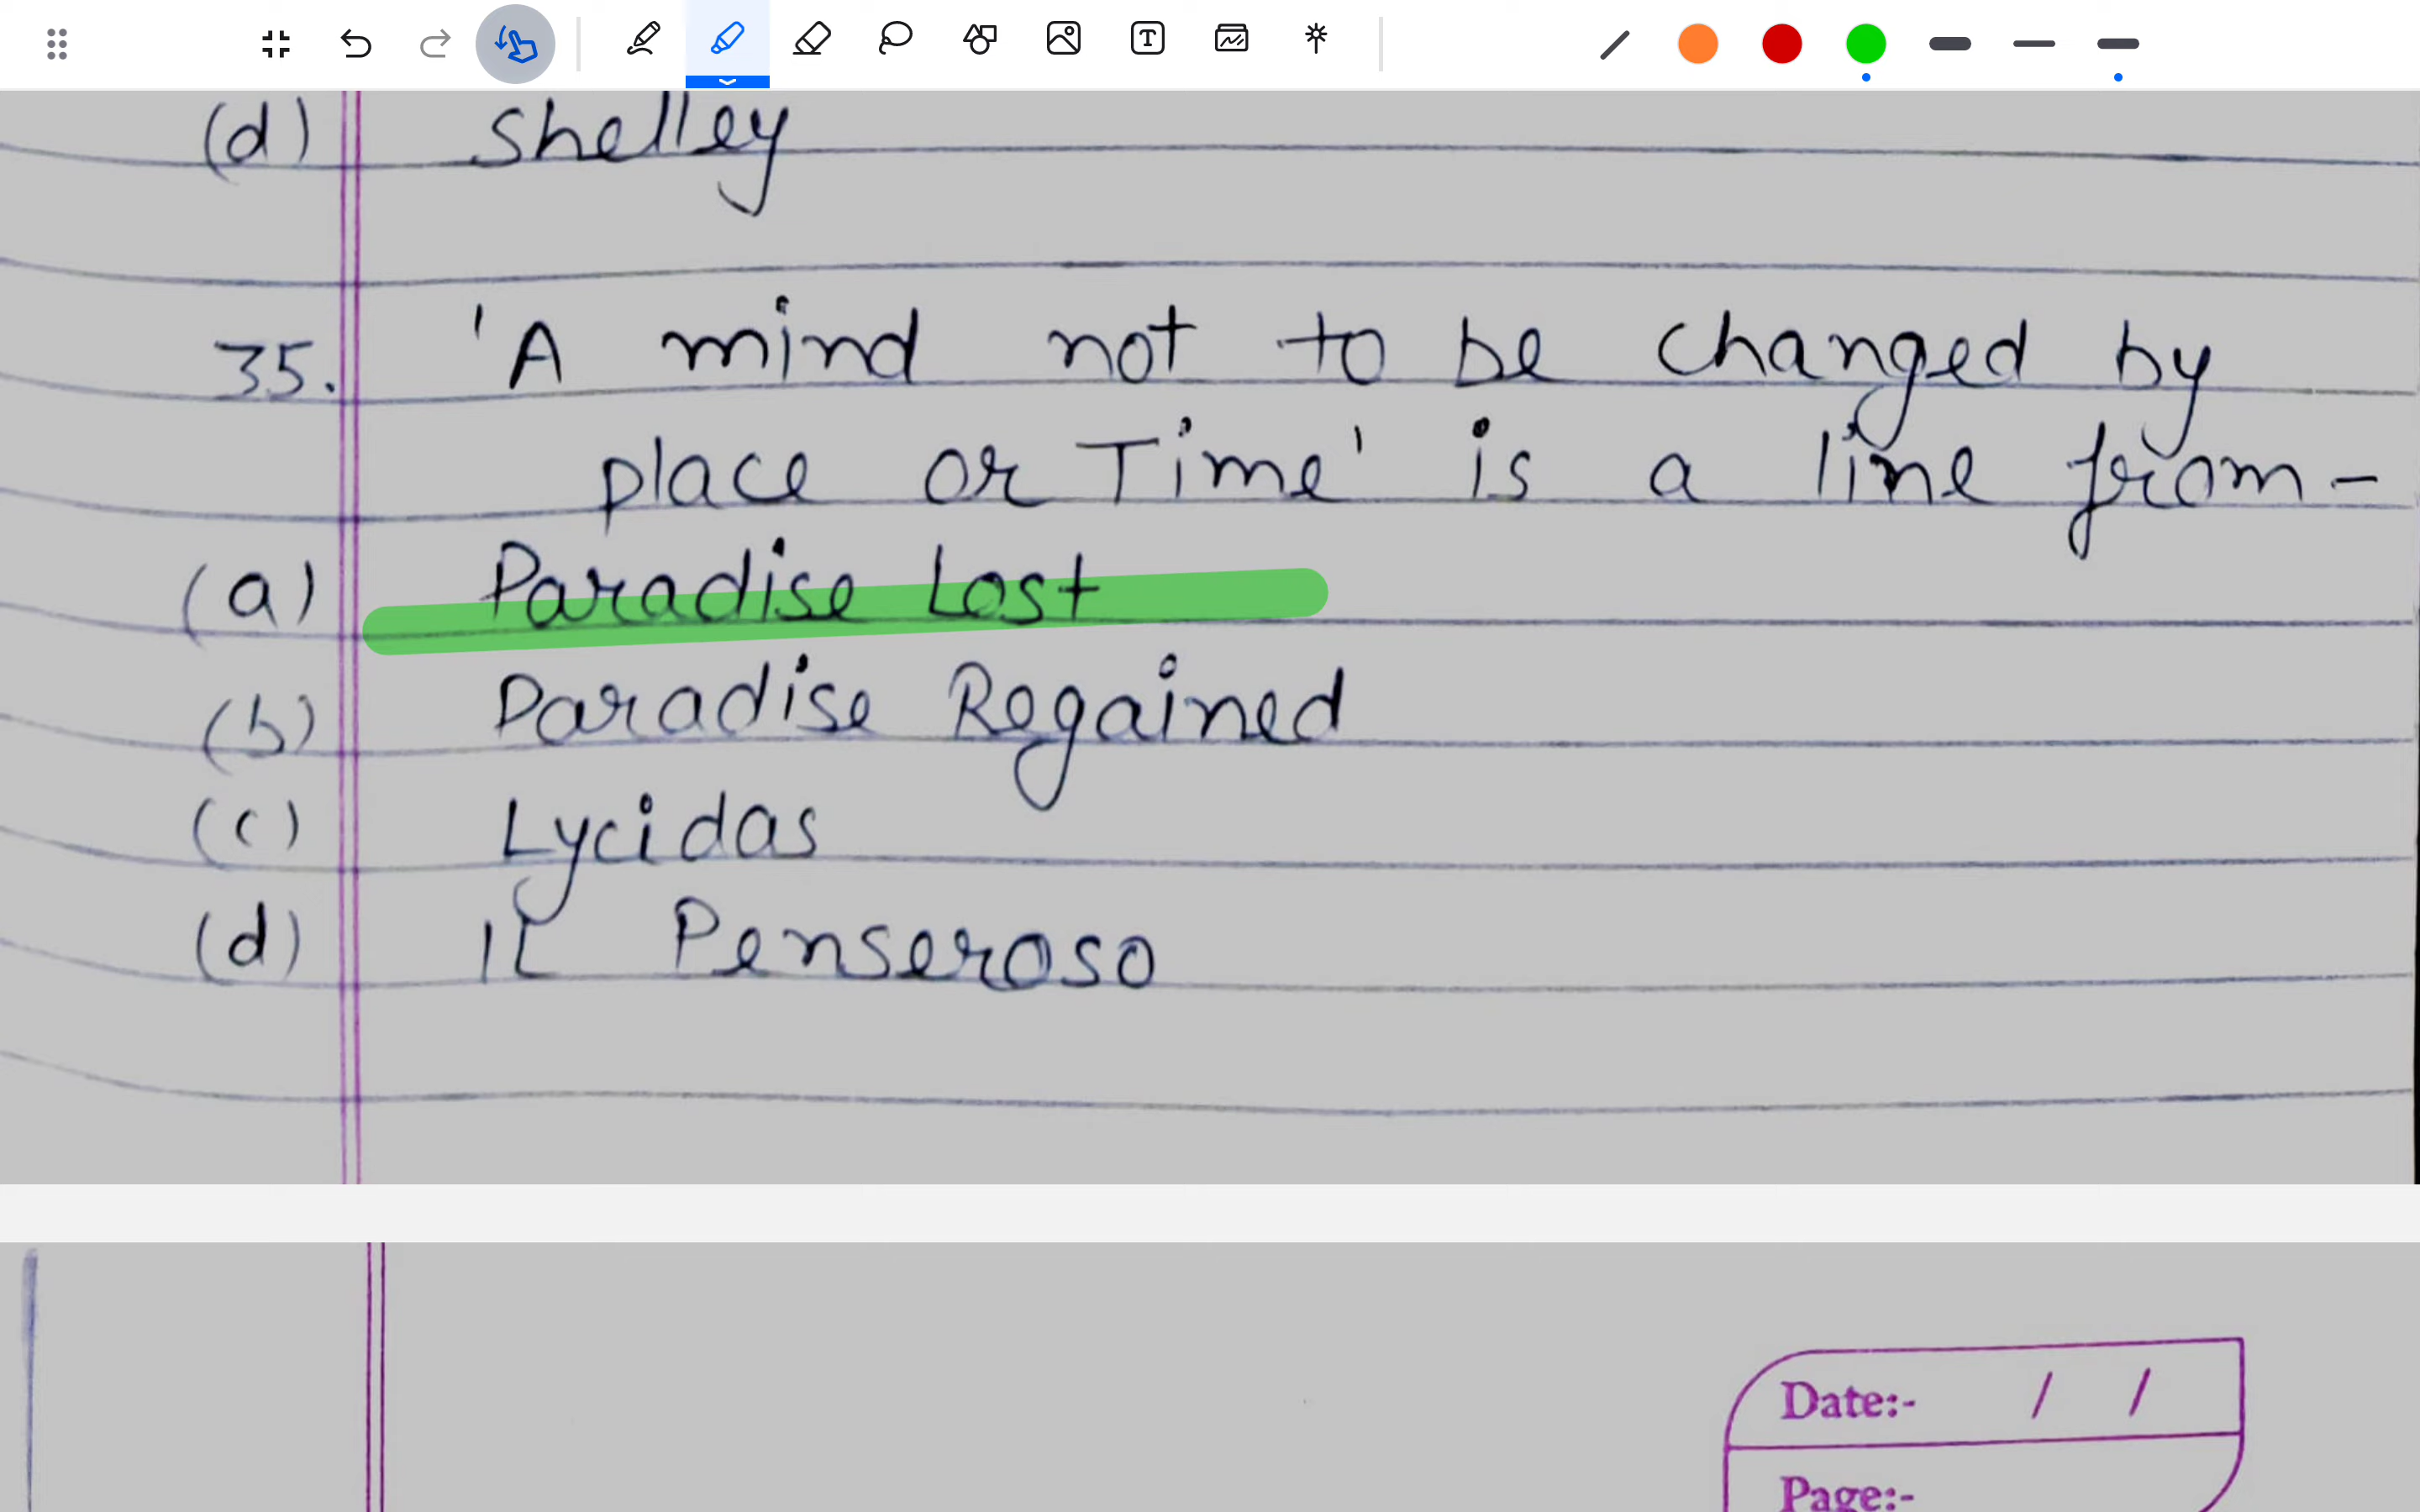 (d) Shelley
35. 'A mind not to be changed by
place or Time' is a line from-
(a) Paradise Lost
(b) Paradise Regained
(c) Lycidas
(d) IL Penseroso
Date:- / /
Page:-